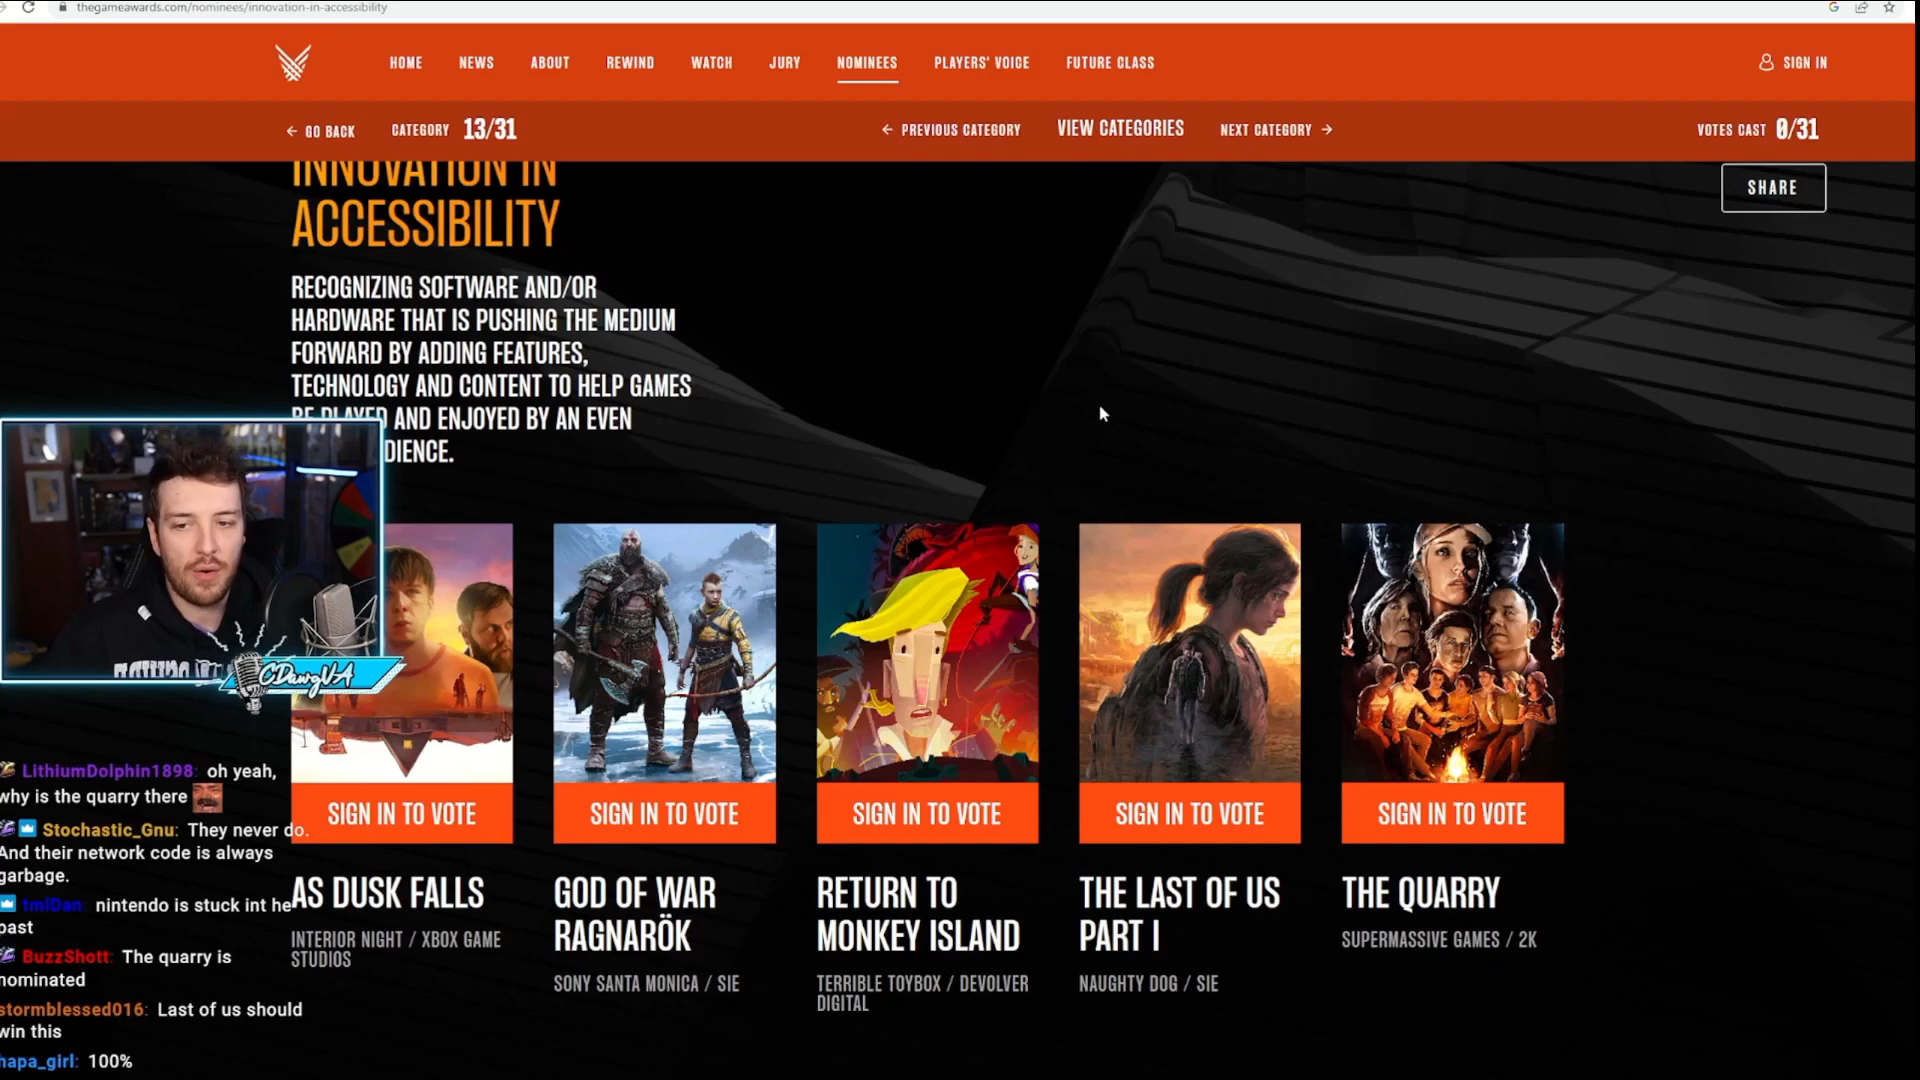 thegameawards.com/nominees/innovation-in-accessibility
HOME NEWS ABOUT REWIND WATCH JURY NOMINEES PLAYERS' VOICE FUTURE CLASS SIGN IN
← GO BACK CATEGORY 13/31 ← PREVIOUS CATEGORY VIEW CATEGORIES NEXT CATEGORY → VOTES CAST 0/31
INNOVATION IN
ACCESSIBILITY
SHARE
RECOGNIZING SOFTWARE AND/OR
HARDWARE THAT IS PUSHING THE MEDIUM
FORWARD BY ADDING FEATURES,
TECHNOLOGY AND CONTENT TO HELP GAMES
BE PLAYED AND ENJOYED BY AN EVEN
DIENCE.
CDawgVA
SIGN IN TO VOTE SIGN IN TO VOTE SIGN IN TO VOTE SIGN IN TO VOTE SIGN IN TO VOTE
AS DUSK FALLS
INTERIOR NIGHT / XBOX GAME
STUDIOS
GOD OF WAR
RAGNARÖK
SONY SANTA MONICA / SIE
RETURN TO
MONKEY ISLAND
TERRIBLE TOYBOX / DEVOLVER
DIGITAL
THE LAST OF US
PART I
NAUGHTY DOG / SIE
THE QUARRY
SUPERMASSIVE GAMES / 2K
LithiumDolphin1898: oh yeah,
why is the quarry there
Stochastic_Gnu: They never do.
And their network code is always
garbage.
tmlDan: nintendo is stuck int he
past
BuzzShott: The quarry is
nominated
stormblessed016: Last of us should
win this
hapa_girl: 100%